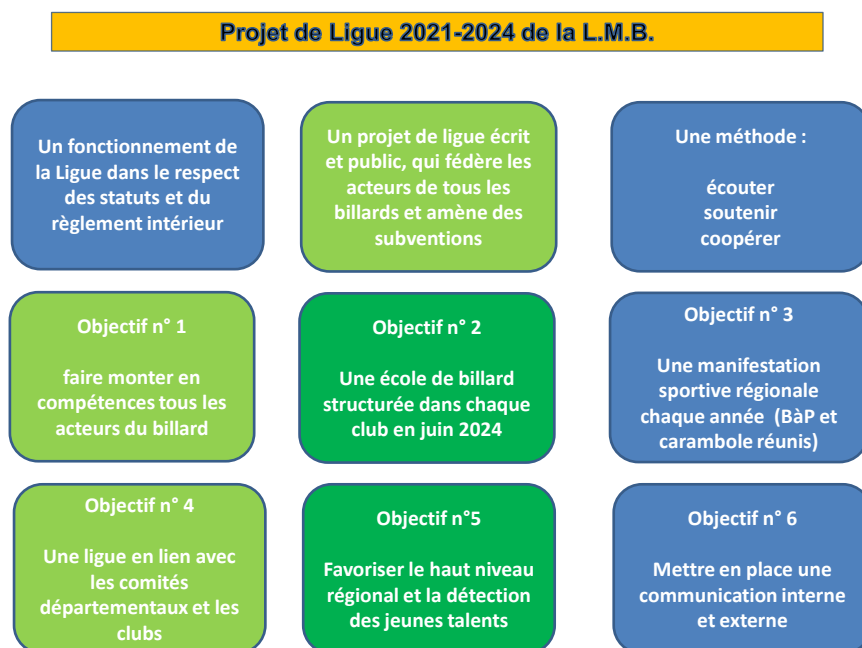 Projet de Ligue 2021-2024 de la L.M.B.
Un fonctionnement de
la Ligue dans le respect
des statuts et du
règlement intérieur
Un projet de ligue écrit
et public, qui fédère les
acteurs de tous les
billards et amène des
subventions
Une méthode :
écouter
soutenir
coopérer
Objectif n° 1
faire monter en
compétences tous les
acteurs du billard
Objectif n° 2
Une école de billard
structurée dans chaque
club en juin 2024
Objectif n° 3
Une manifestation
sportive régionale
chaque année (BàP et
carambole réunis)
Objectif n° 4
Une ligue en lien avec
les comités
départementaux et les
clubs
Objectif n°5
Favoriser le haut niveau
régional et la détection
des jeunes talents
Objectif n° 6
Mettre en place une
communication interne
et externe